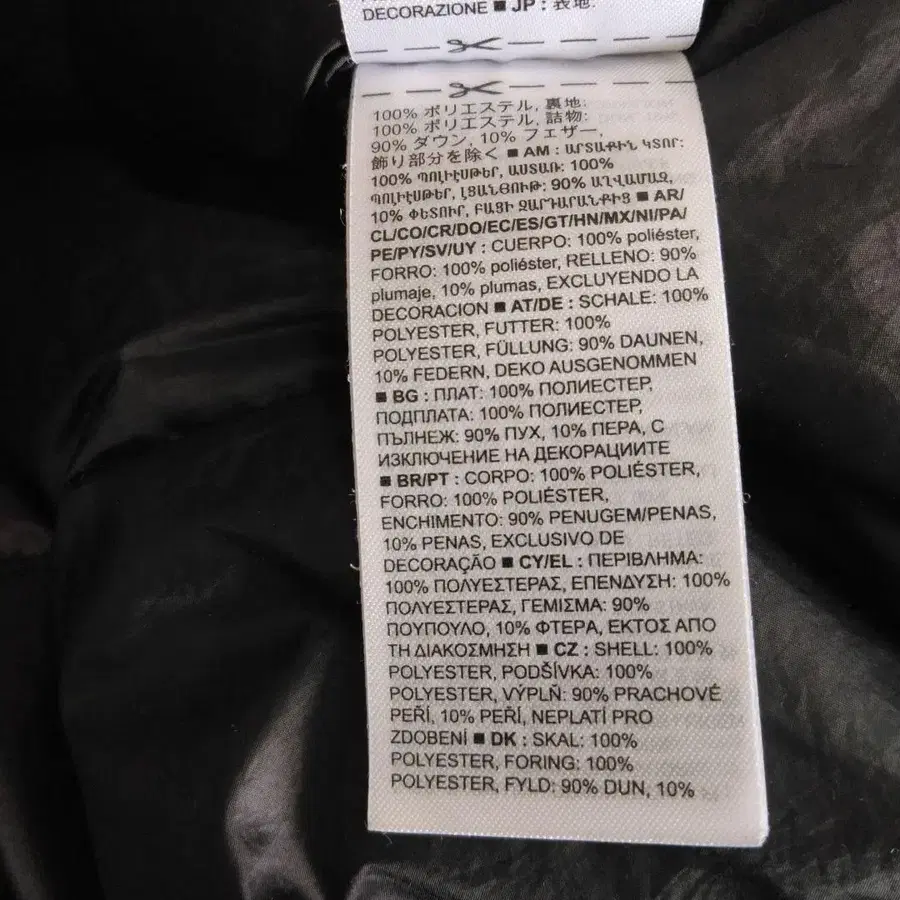 DECORAZIONE ■ JP : 表地:
100% ポリエステル, 裏地:
100% ポリエステル, 詰物:
90% ダウン, 10% フェザー,
飾り部分を除く ■ AM : ԱՐՏԱՔԻՆ ԿՏՈՐ:
100% ՊՈԼԻԷՍԹԵՐ, ԱՍՏԱՌ: 100%
ՊՈԼԻԷՍԹԵՐ, ԼՑԱՆՅՈՒԹ: 90% ԱՂՎԱՄԱԶ,
10% ՓԵՏՈՒՐ, ԲԱՑԻ ԶԱՐԴԱՐԱՆՔԻՑ ■ AR/
CL/CO/CR/DO/EC/ES/GT/HN/MX/NI/PA/
PE/PY/SV/UY : CUERPO: 100% poliéster,
FORRO: 100% poliéster, RELLENO: 90%
plumaje, 10% plumas, EXCLUYENDO LA
DECORACION ■ AT/DE : SCHALE: 100%
POLYESTER, FUTTER: 100%
POLYESTER, FÜLLUNG: 90% DAUNEN,
10% FEDERN, DEKO AUSGENOMMEN
■ BG : ПЛАТ: 100% ПОЛИЕСТЕР,
ПОДПЛАТА: 100% ПОЛИЕСТЕР,
ПЪЛНЕЖ: 90% ПУХ, 10% ПЕРА, С
ИЗКЛЮЧЕНИЕ НА ДЕКОРАЦИИТЕ
■ BR/PT : CORPO: 100% POLIÉSTER,
FORRO: 100% POLIÉSTER,
ENCHIMENTO: 90% PENUGEM/PENAS,
10% PENAS, EXCLUSIVO DE
DECORAÇÃO ■ CY/EL : ΠΕΡΙΒΛΗΜΑ:
100% ΠΟΛΥΕΣΤΕΡΑΣ, ΕΠΕΝΔΥΣΗ: 100%
ΠΟΛΥΕΣΤΕΡΑΣ, ΓΕΜΙΣΜΑ: 90%
ΠΟΥΠΟΥΛΟ, 10% ΦΤΕΡΑ, ΕΚΤΟΣ ΑΠΟ
ΤΗ ΔΙΑΚΟΣΜΗΣΗ ■ CZ : SHELL: 100%
POLYESTER, PODŠÍVKA: 100%
POLYESTER, VÝPLŇ: 90% PRACHOVÉ
PEŘÍ, 10% PEŘÍ, NEPLATÍ PRO
ZDOBENÍ ■ DK : SKAL: 100%
POLYESTER, FORING: 100%
POLYESTER, FYLD: 90% DUN, 10%